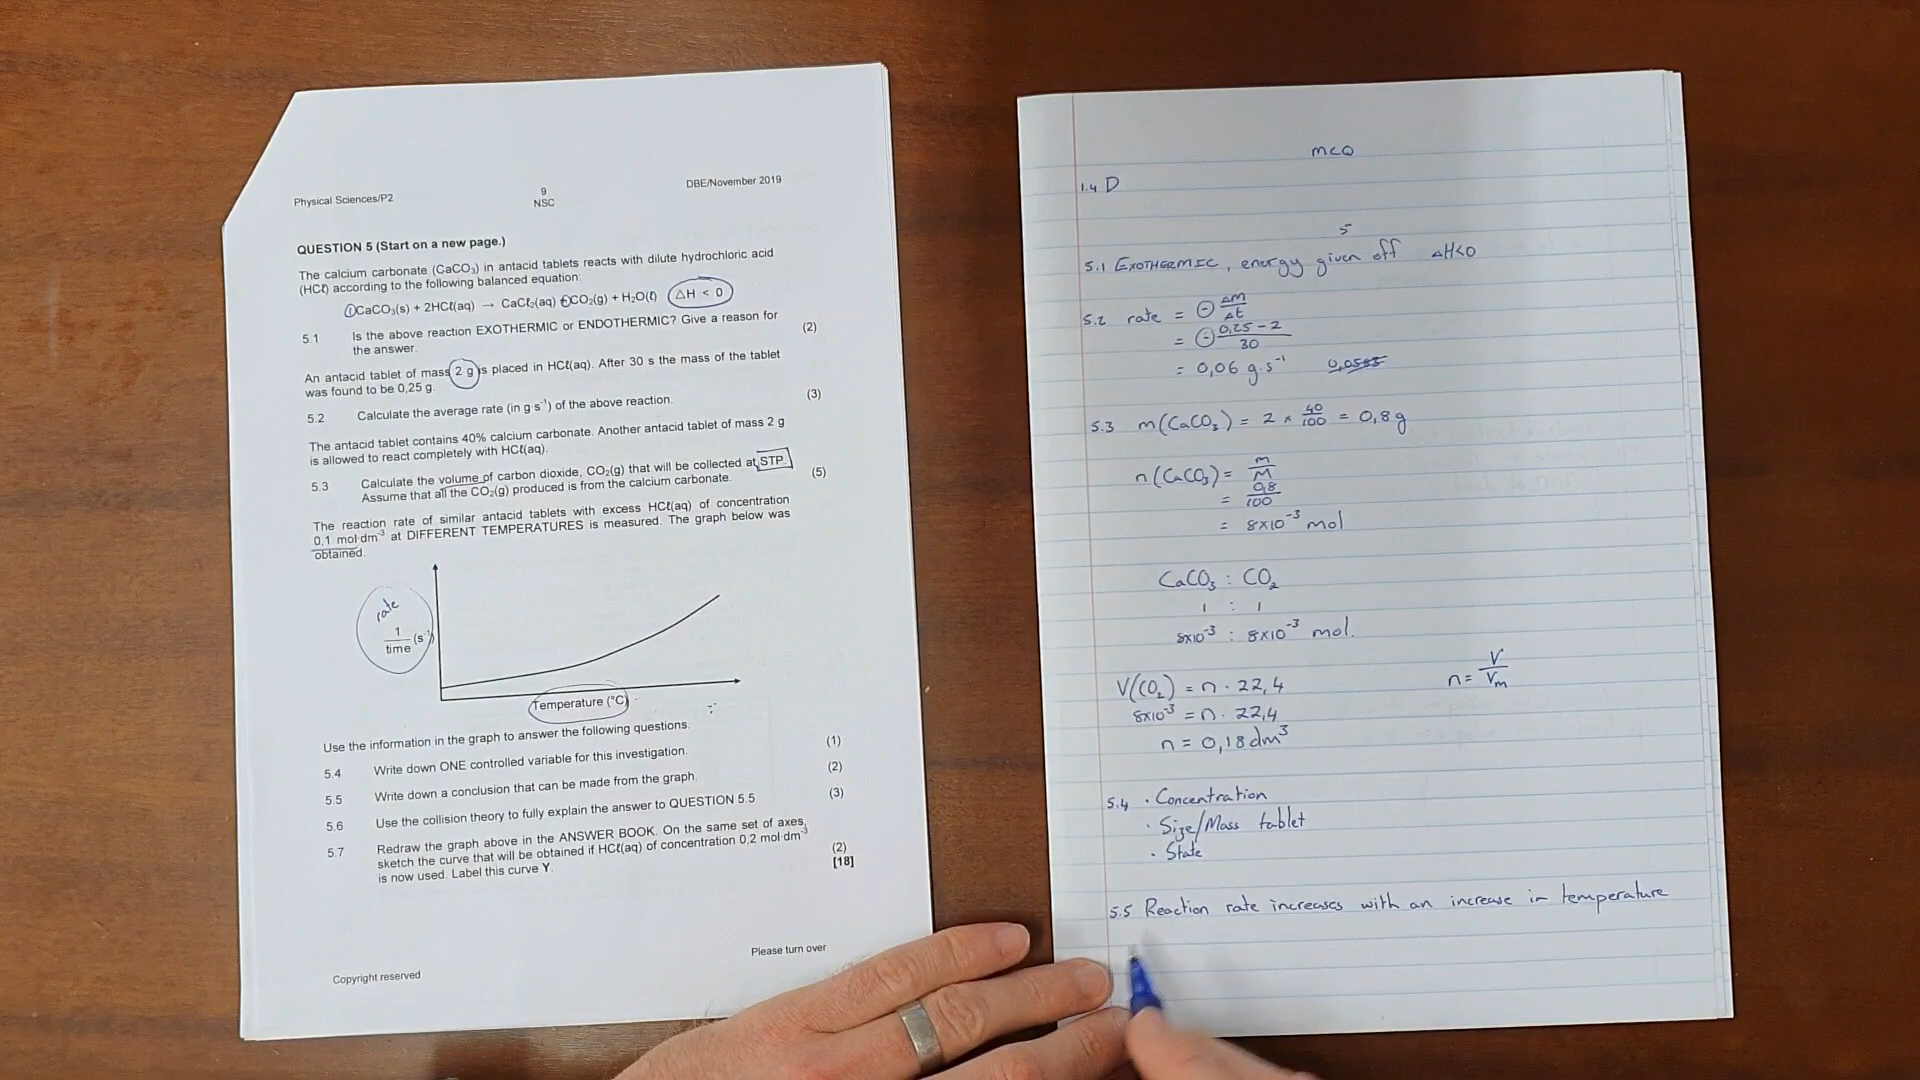 Physical Sciences/P2
9
NSC
DBE/November 2019
QUESTION 5 (Start on a new page.)
The calcium carbonate (CaCO₃) in antacid tablets reacts with dilute hydrochloric acid
(HCℓ) according to the following balanced equation:
①CaCO₃(s) + 2HCℓ(aq) → CaCℓ₂(aq) + CO₂(g) + H₂O(ℓ) ΔH < 0
5.1 Is the above reaction EXOTHERMIC or ENDOTHERMIC? Give a reason for
the answer. (2)
An antacid tablet of mass 2 g is placed in HCℓ(aq). After 30 s the mass of the tablet
was found to be 0,25 g.
5.2 Calculate the average rate (in g·s⁻¹) of the above reaction. (3)
The antacid tablet contains 40% calcium carbonate. Another antacid tablet of mass 2 g
is allowed to react completely with HCℓ(aq).
5.3 Calculate the volume of carbon dioxide, CO₂(g) that will be collected at STP.
Assume that all the CO₂(g) produced is from the calcium carbonate. (5)
The reaction rate of similar antacid tablets with excess HCℓ(aq) of concentration
0,1 mol·dm⁻³ at DIFFERENT TEMPERATURES is measured. The graph below was
obtained.
rate
1
time (s⁻¹)
Temperature (°C)
Use the information in the graph to answer the following questions.
5.4 Write down ONE controlled variable for this investigation. (1)
5.5 Write down a conclusion that can be made from the graph. (2)
5.6 Use the collision theory to fully explain the answer to QUESTION 5.5 (3)
5.7 Redraw the graph above in the ANSWER BOOK. On the same set of axes,
sketch the curve that will be obtained if HCℓ(aq) of concentration 0,2 mol·dm⁻³
is now used. Label this curve Y. (2)
[18]
Please turn over
Copyright reserved
MCQ
1.4 D
5
5.1 EXOTHERMIC, energy given off ΔH<0
5.2 rate = - ΔM
Δt
= - 0,25 - 2
30
= 0,06 g.s⁻¹
5.3 m(CaCO₃) = 2 × 40/100 = 0,8g
n(CaCO₃) = m
M
= 0,8
100
= 8×10⁻³ mol
CaCO₃ : CO₂
1 : 1
8×10⁻³ : 8×10⁻³ mol.
V(CO₂) = n · 22,4
n = V
Vm
8×10⁻³ = n · 22,4
n = 0,18dm³
5.4 · Concentration
· Size/Mass tablet
· State
5.5 Reaction rate increases with an increase in temperature